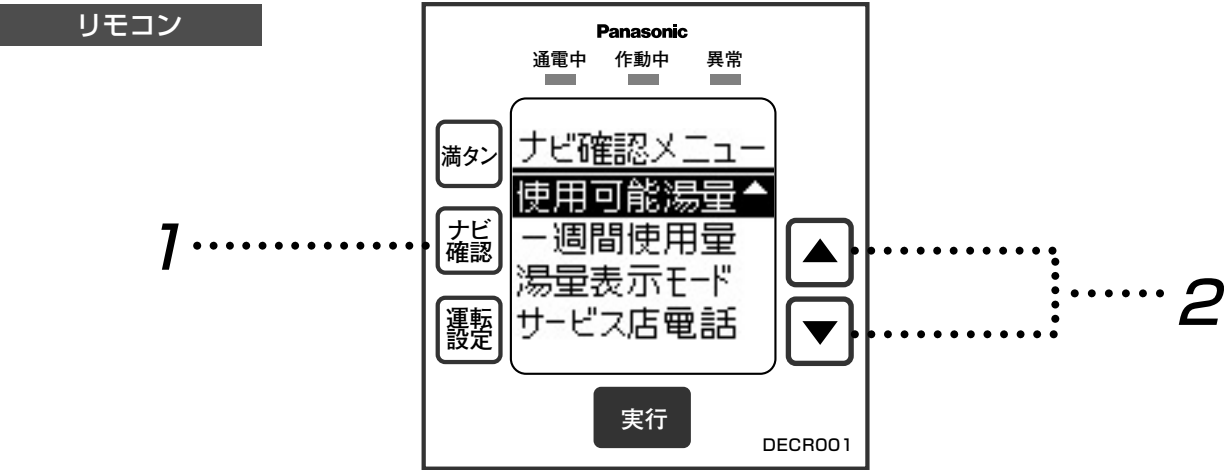 リモコン
Panasonic
通電中 作動中 異常
満タン
ナビ
確認
運転
設定
ナビ確認メニュー
使用可能湯量▲
一週間使用量
湯量表示モード
サービス店電話
▲
▼
実行
DECR001
1
2